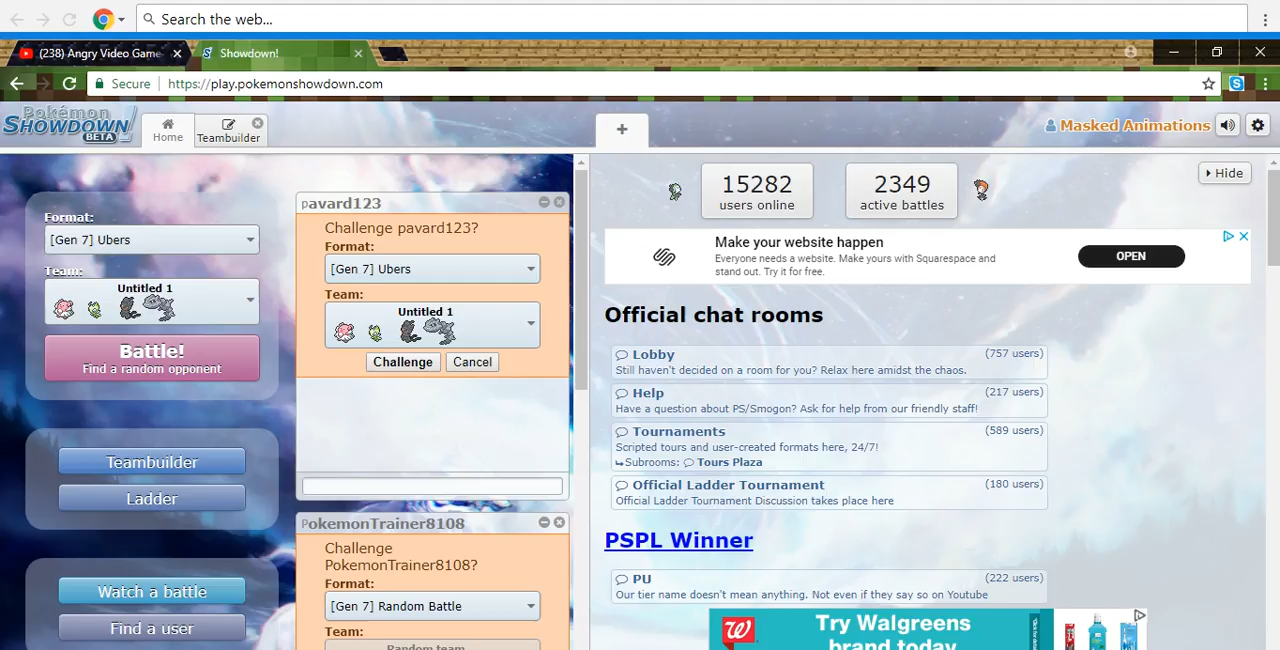 Search the web...
(238) Angry Video Game
Showdown!
Secure https://play.pokemonshowdown.com
Pokémon
SHOWDOWN!
BETA
Home
Teambuilder
+
Masked Animations
Format:
[Gen 7] Ubers
Team:
Untitled 1
Battle!
Find a random opponent
Teambuilder
Ladder
Watch a battle
Find a user
pavard123
Challenge pavard123?
Format:
[Gen 7] Ubers
Team:
Untitled 1
Challenge Cancel
PokemonTrainer8108
Challenge
PokemonTrainer8108?
Format:
[Gen 7] Random Battle
Team:
Random team
15282
users online
2349
active battles
Hide
Make your website happen
Everyone needs a website. Make yours with Squarespace and
stand out. Try it for free.
OPEN
Official chat rooms
Lobby (757 users)
Still haven't decided on a room for you? Relax here amidst the chaos.
Help (217 users)
Have a question about PS/Smogon? Ask for help from our friendly staff!
Tournaments (589 users)
Scripted tours and user-created formats here, 24/7!
Subrooms: Tours Plaza
Official Ladder Tournament (180 users)
Official Ladder Tournament Discussion takes place here
PSPL Winner
PU (222 users)
Our tier name doesn't mean anything. Not even if they say so on Youtube
Try Walgreens
brand today